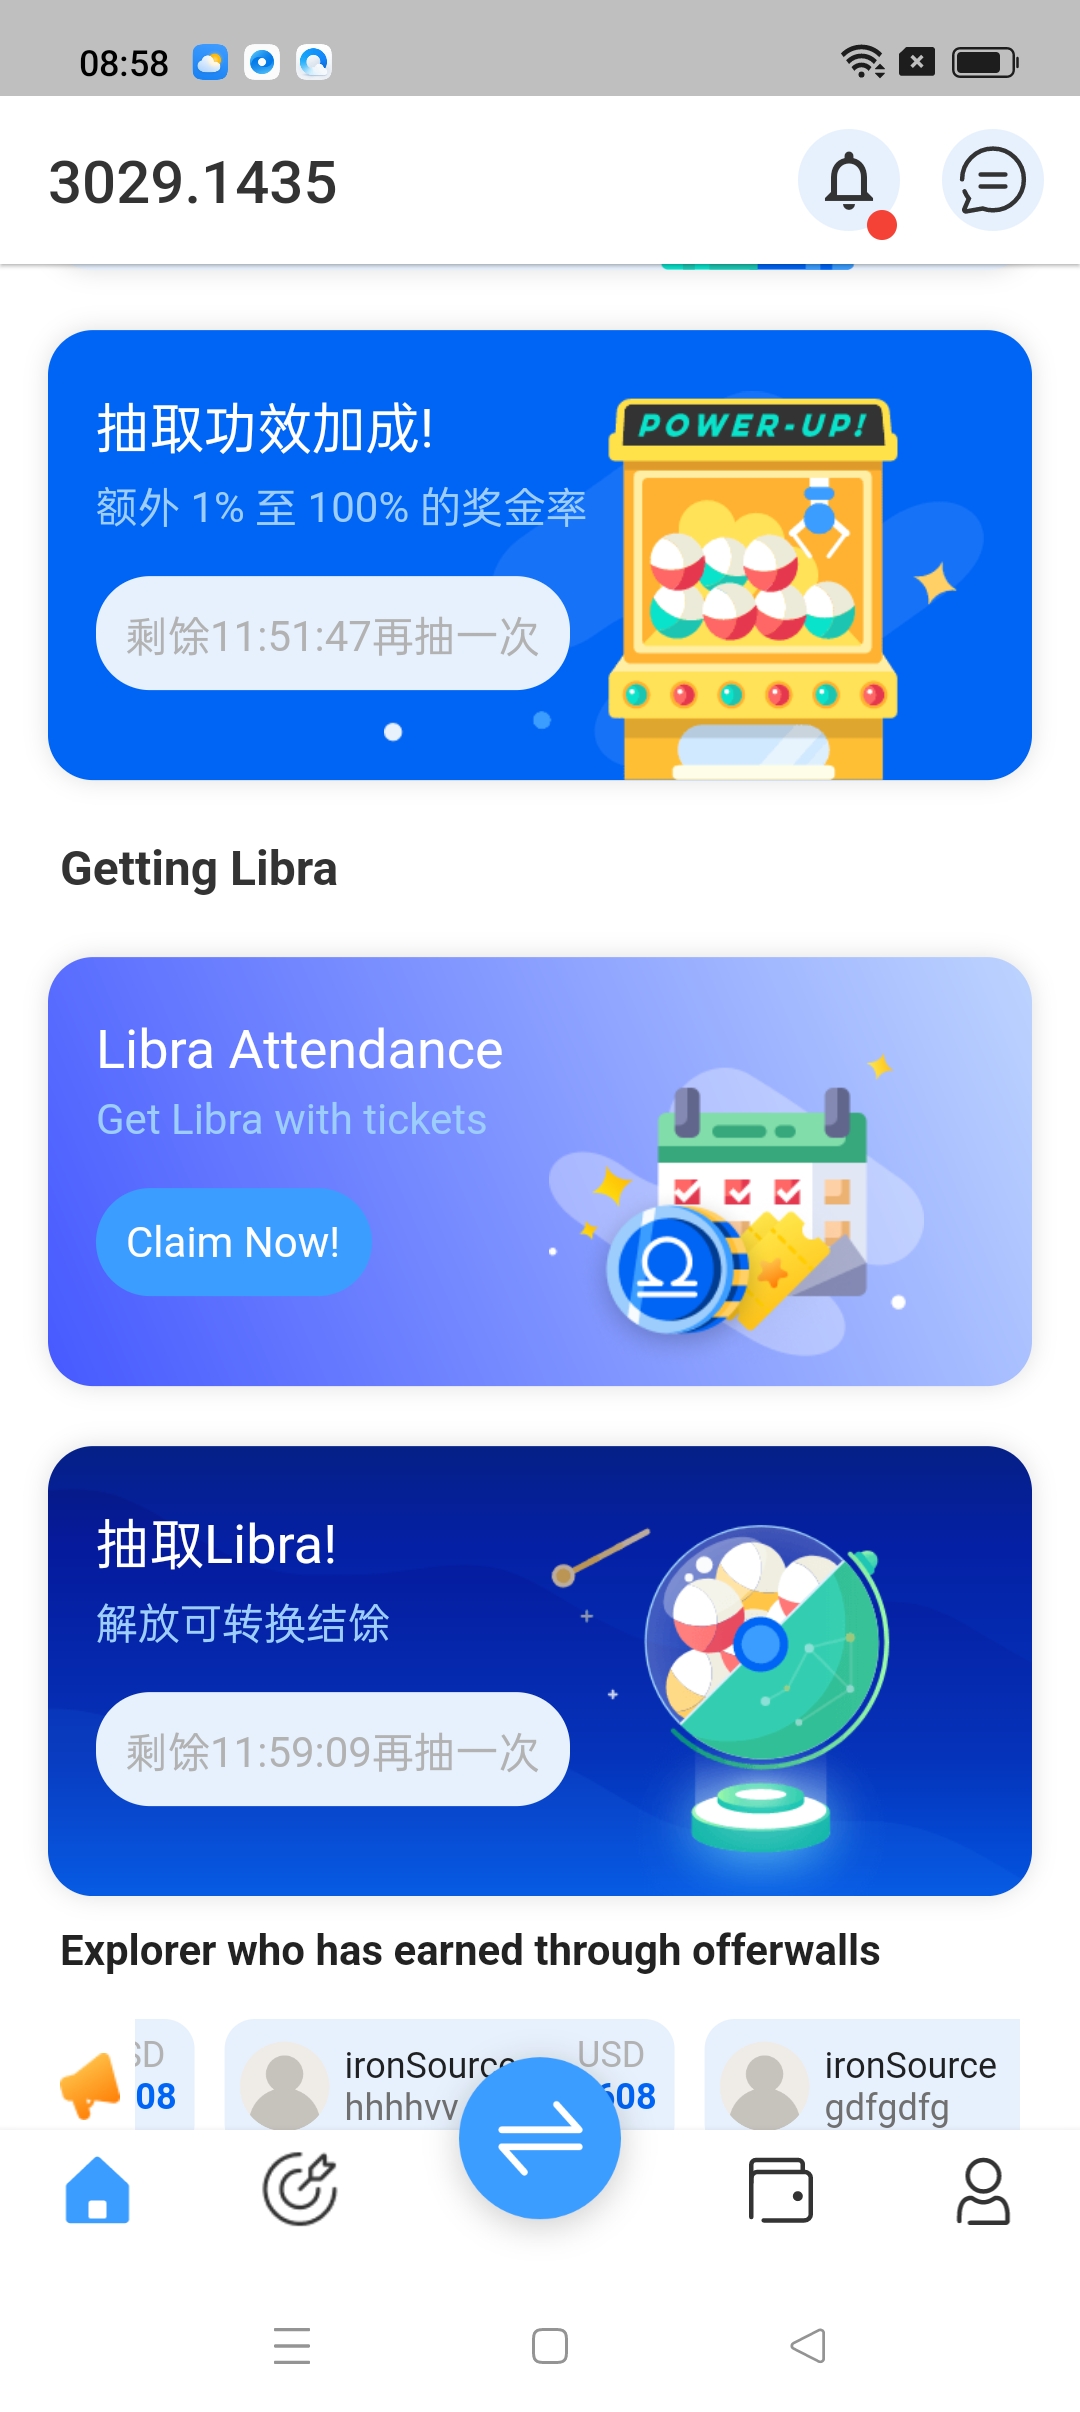 08:58
3029.1435
抽取功效加成!
额外 1% 至 100% 的奖金率
剩馀11:51:47再抽一次
POWER-UP!
Getting Libra
Libra Attendance
Get Libra with tickets
Claim Now!
抽取Libra!
解放可转换结馀
剩馀11:59:09再抽一次
Explorer who has earned through offerwalls
SD
08
ironSource
hhhhvv
USD
608
ironSource
gdfgdfg